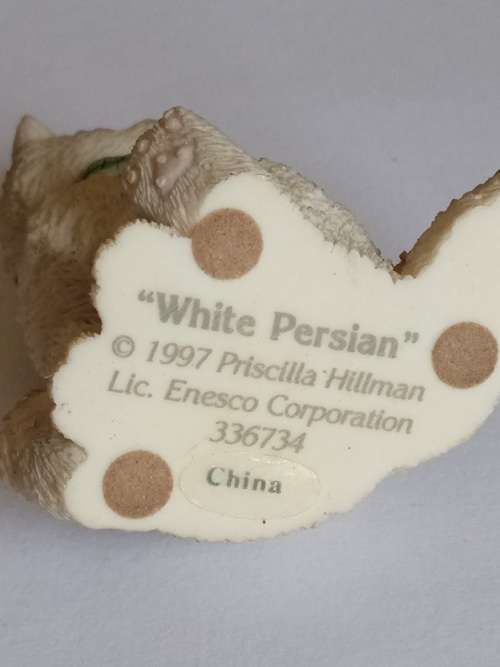 “White Persian”
© 1997 Priscilla Hillman
Lic. Enesco Corporation
336734
China